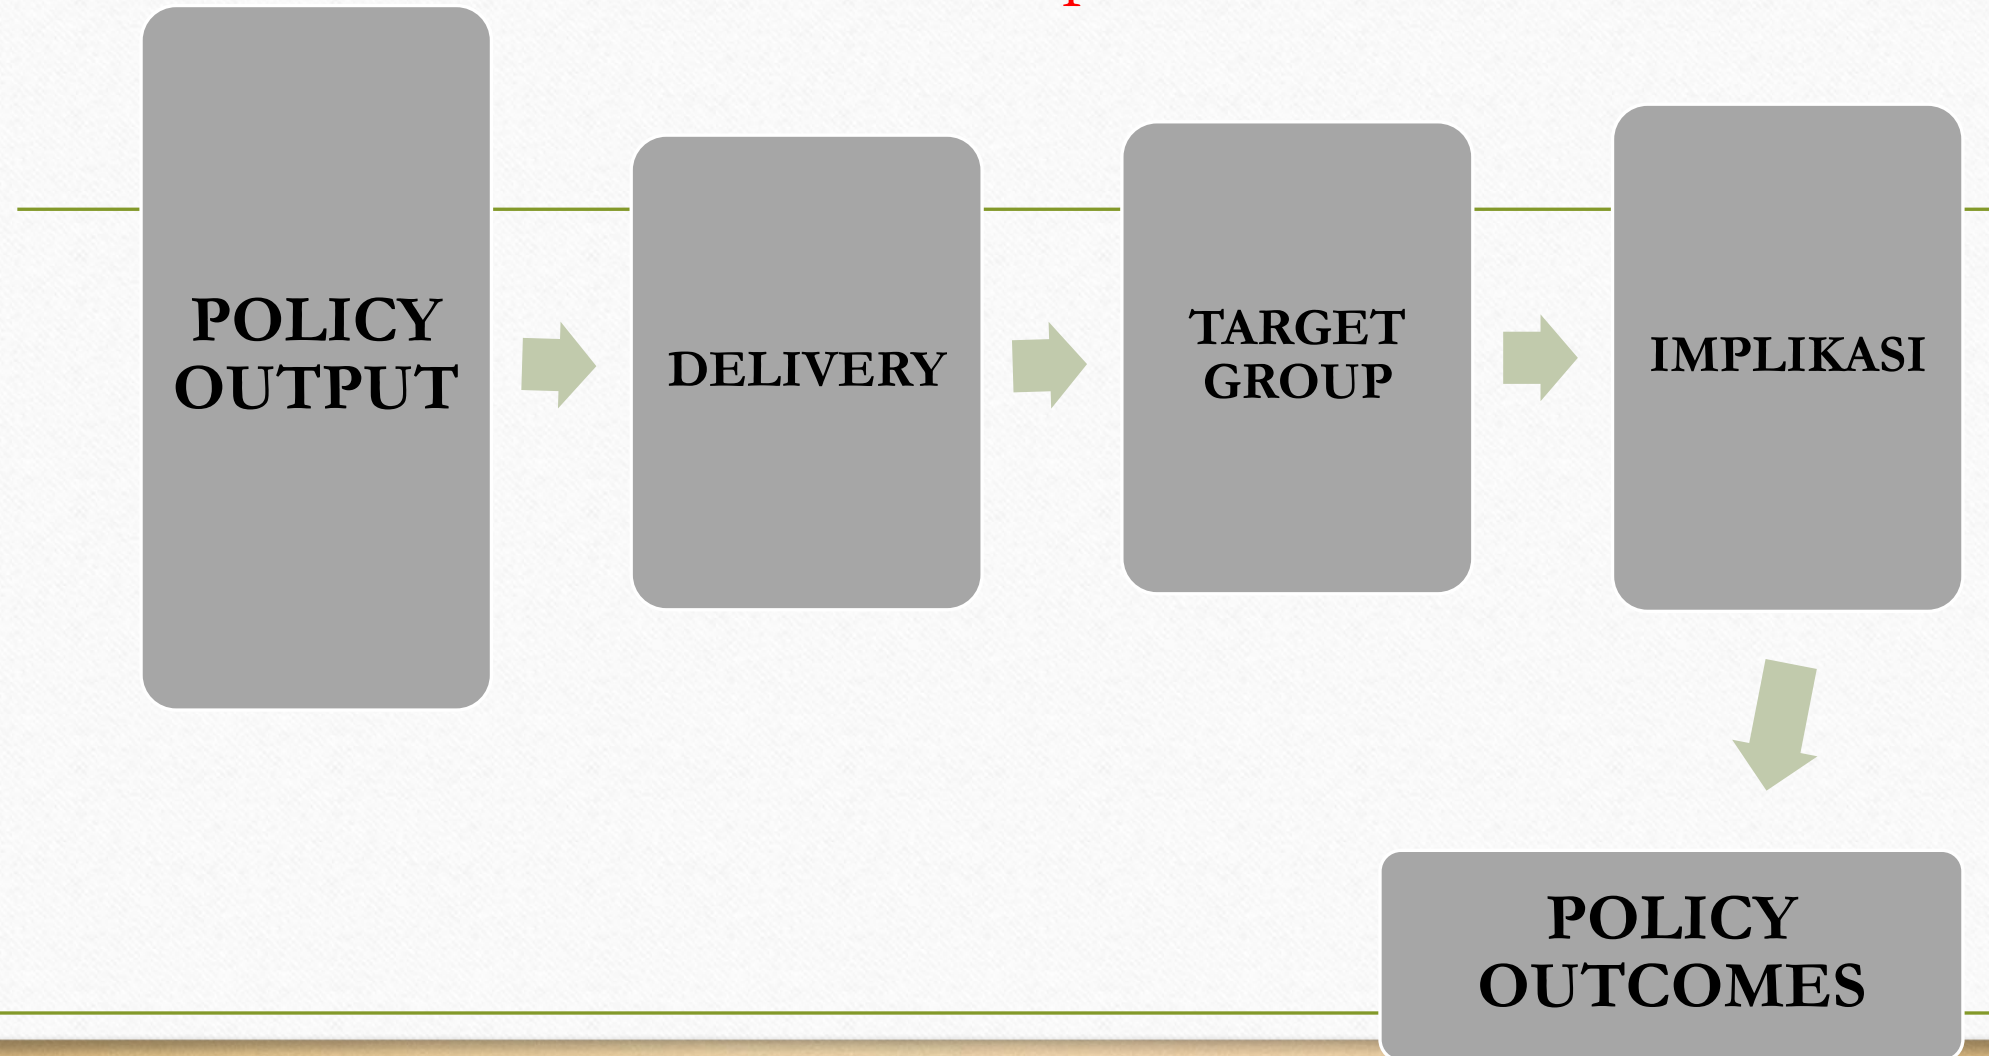 POLICY
OUTPUT
DELIVERY
TARGET
GROUP
IMPLIKASI
POLICY
OUTCOMES